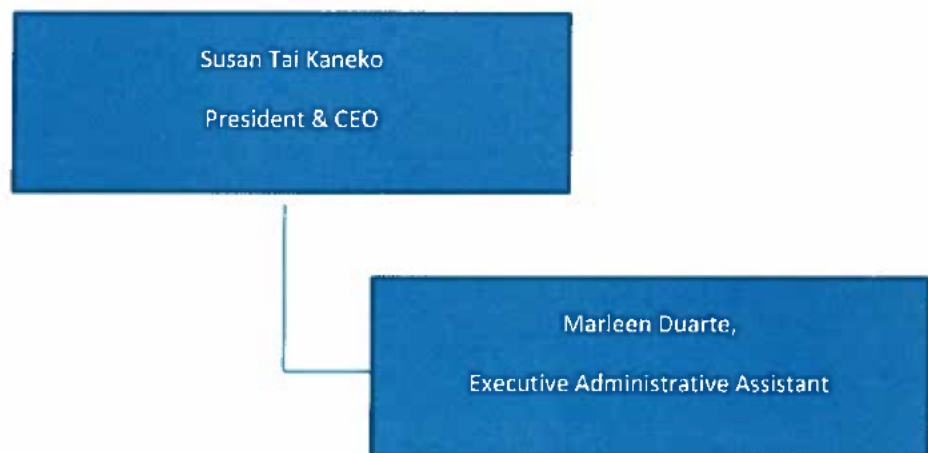 Susan Tai Kaneko
President & CEO
Marleen Duarte,
Executive Administrative Assistant